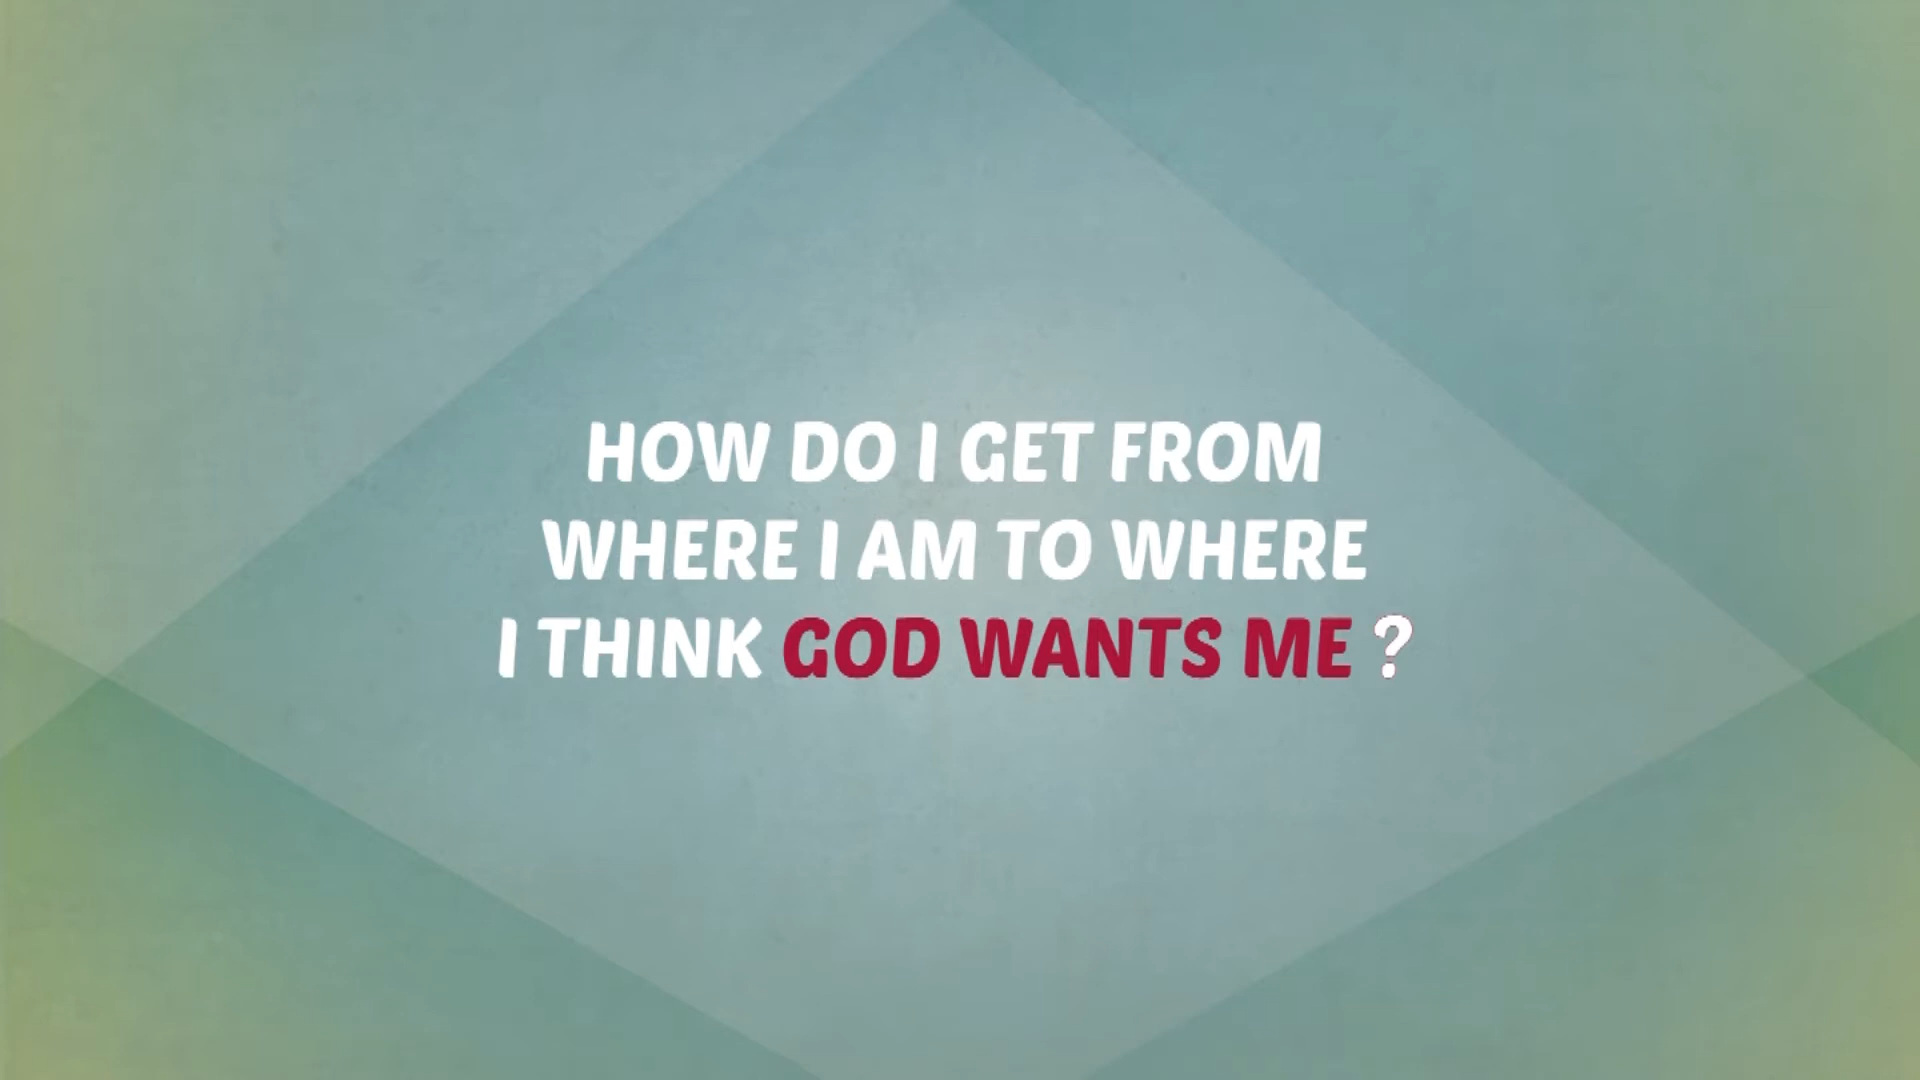 HOW DO I GET FROM
WHERE I AM TO WHERE
I THINK GOD WANTS ME ?